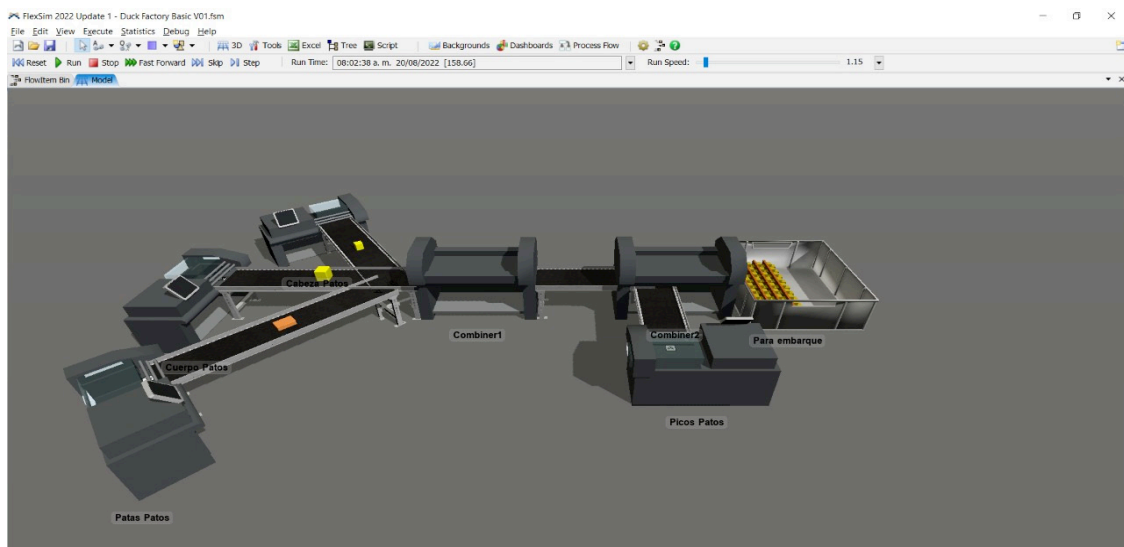 FlexSim 2022 Update 1 - Duck Factory Basic V01.fsm
File Edit View Execute Statistics Debug Help
3D Tools Excel Tree Script Backgrounds Dashboards Process Flow
Reset Run Stop Fast Forward Skip Step Run Time: 08:02:38 a. m. 20/08/2022 [158.66] Run Speed: 1.15
FlowItem Bin Model
Cabeza Patos
Combiner1
Combiner2
Para embarque
Cuerpo Patos
Picos Patos
Patas Patos